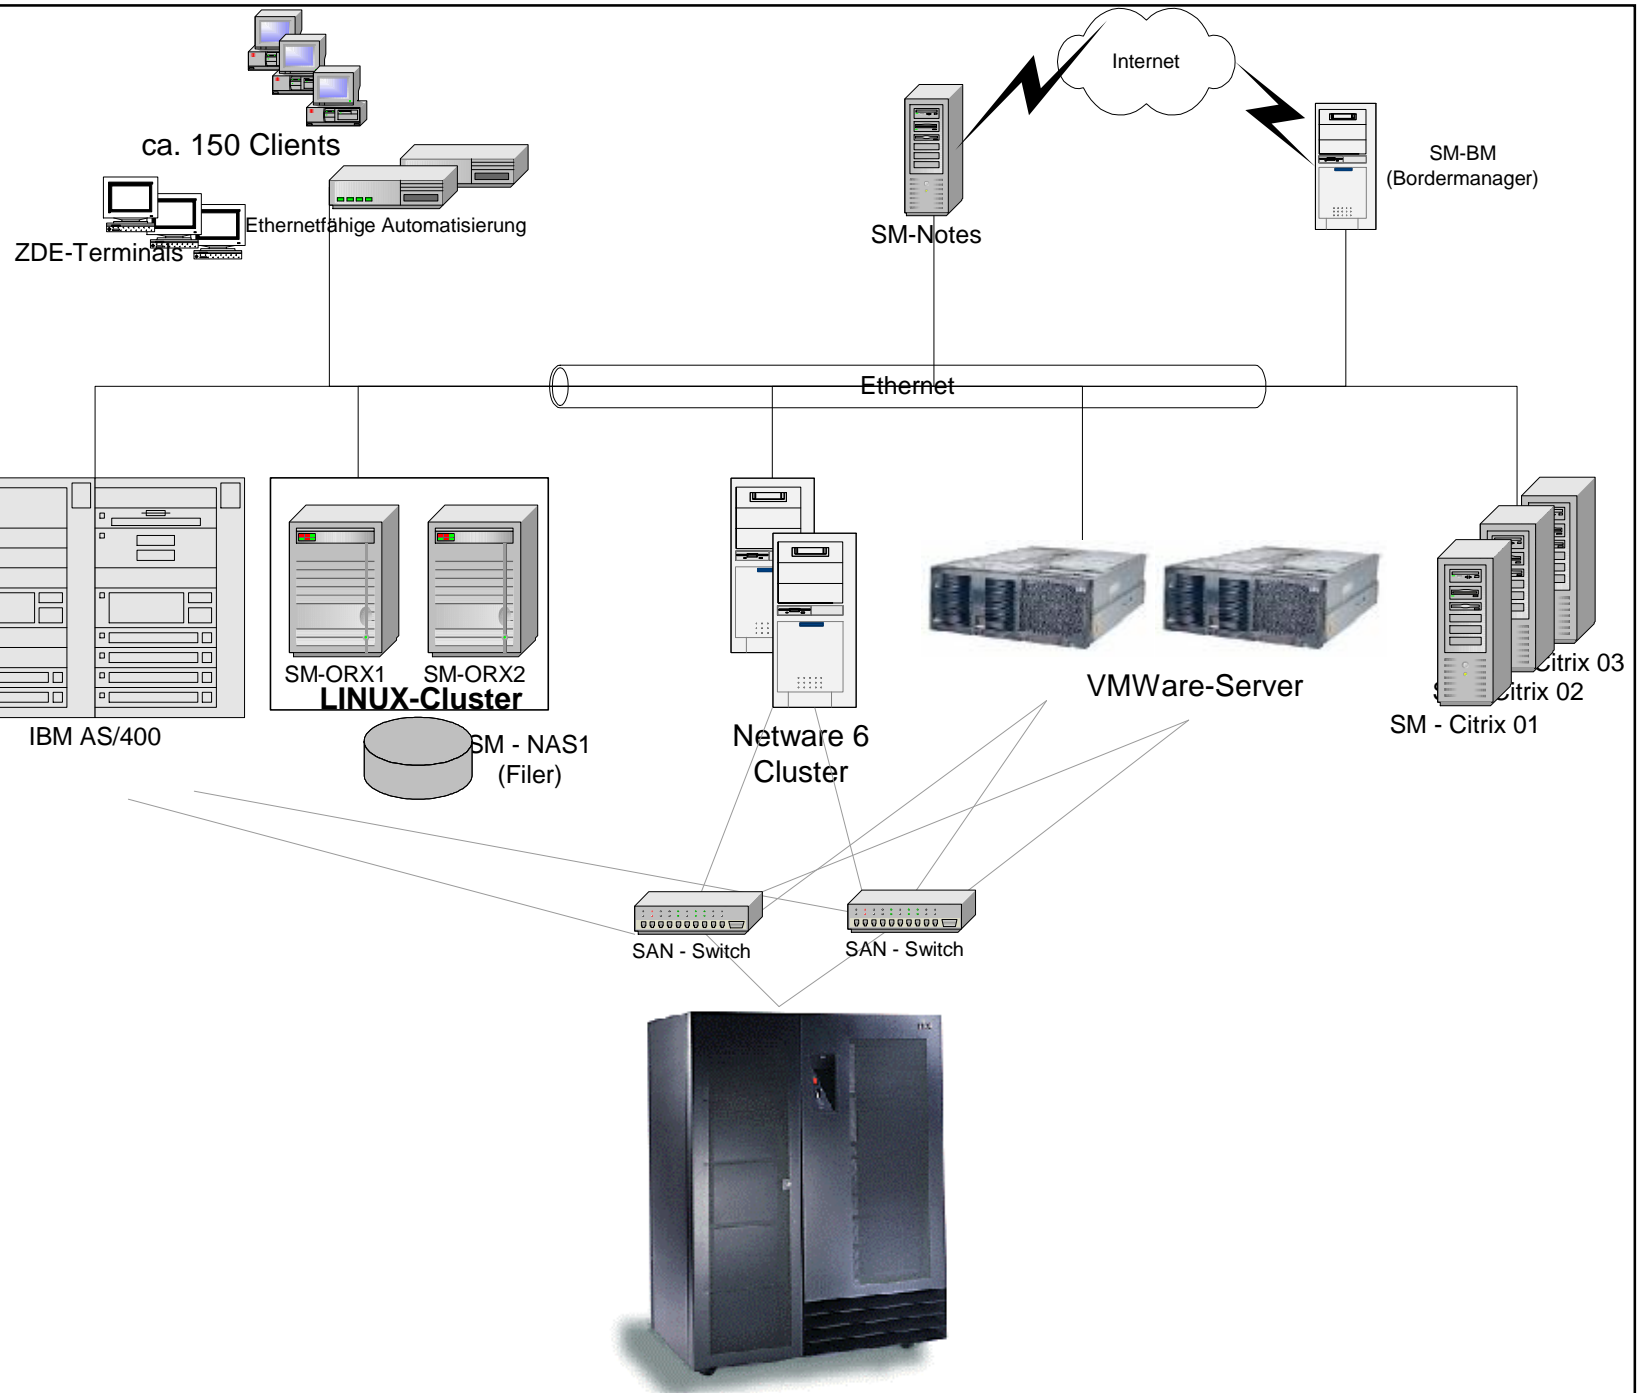 Internet
ca. 150 Clients
SM-BM
(Bordermanager)
Ethernetfähige Automatisierung
SM-Notes
ZDE-Terminals
Ethernet
SM-ORX1
SM-ORX2
LINUX-Cluster
IBM AS/400
SM - NAS1
(Filer)
Netware 6
Cluster
VMWare-Server
Citrix 03
Citrix 02
SM - Citrix 01
SAN - Switch
SAN - Switch